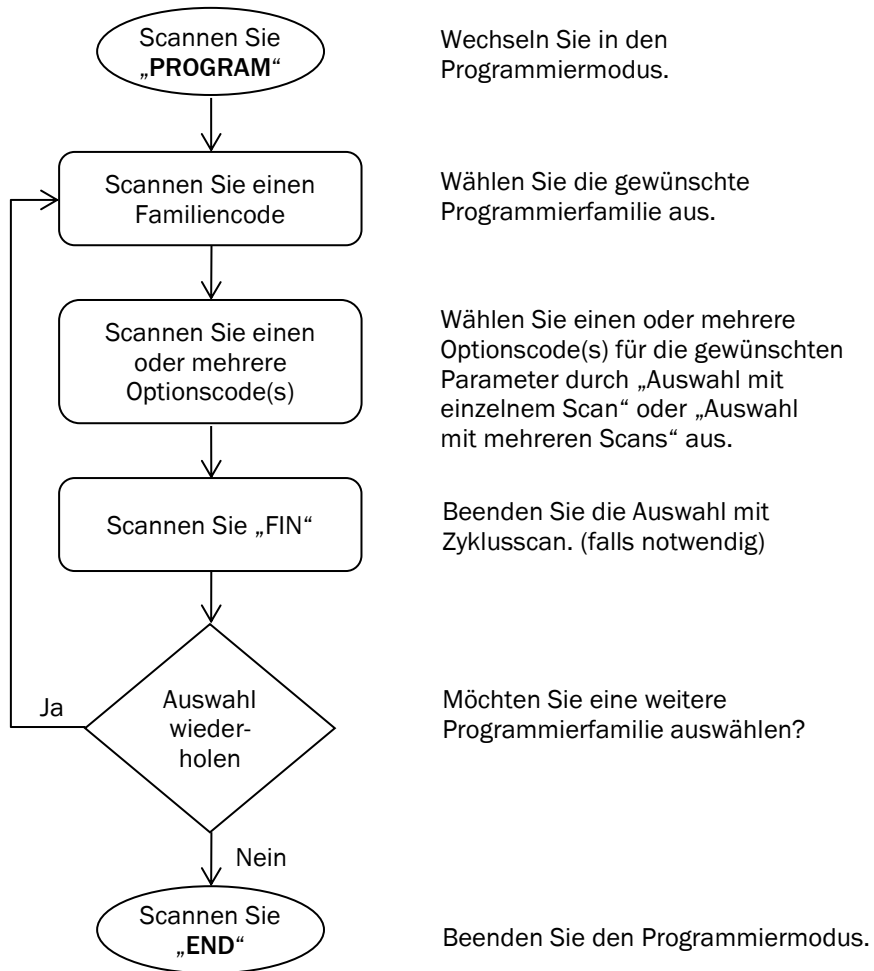 Scannen Sie
„PROGRAM“
Wechseln Sie in den
Programmiermodus.
Scannen Sie einen
Familiencode
Wählen Sie die gewünschte
Programmierfamilie aus.
Scannen Sie einen
oder mehrere
Optionscode(s)
Wählen Sie einen oder mehrere
Optionscode(s) für die gewünschten
Parameter durch „Auswahl mit
einzelnem Scan“ oder „Auswahl
mit mehreren Scans“ aus.
Scannen Sie „FIN“
Beenden Sie die Auswahl mit
Zyklusscan. (falls notwendig)
Ja
Auswahl
wieder-
holen
Möchten Sie eine weitere
Programmierfamilie auswählen?
Nein
Scannen Sie
„END“
Beenden Sie den Programmiermodus.